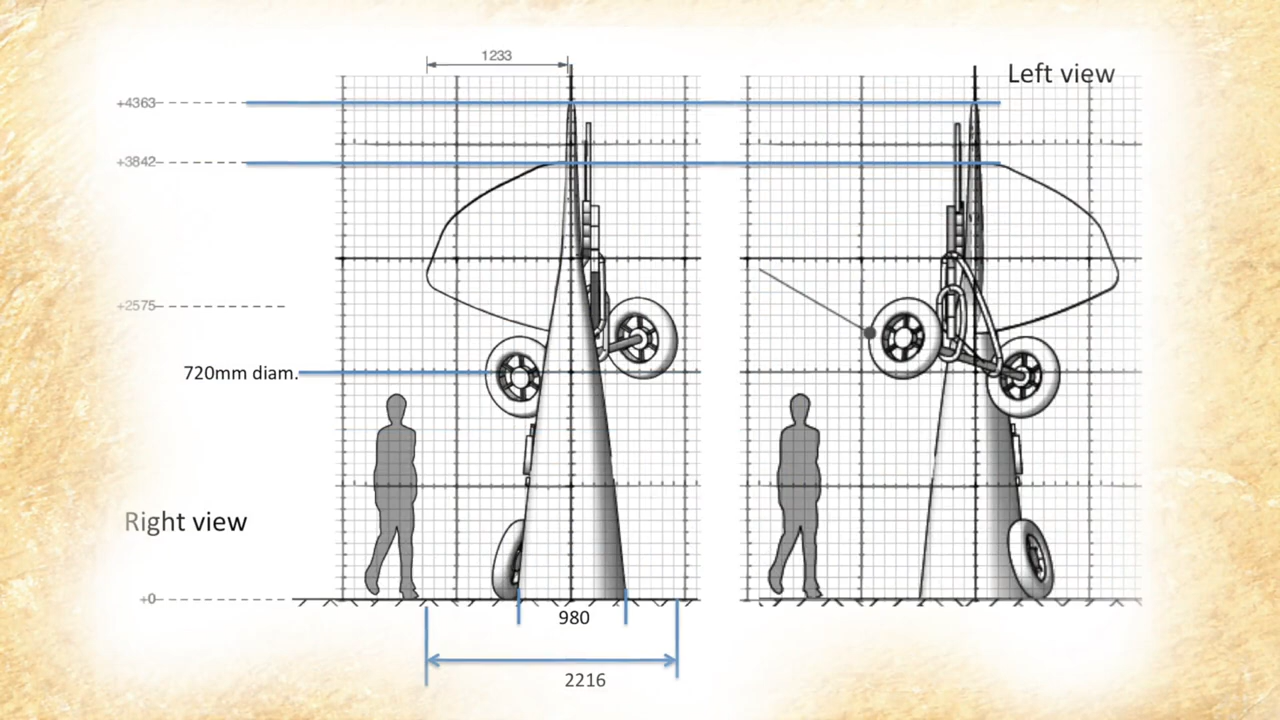 1233
Left view
+4363
+3842
+2575
720mm diam.
Right view
+0
980
2216